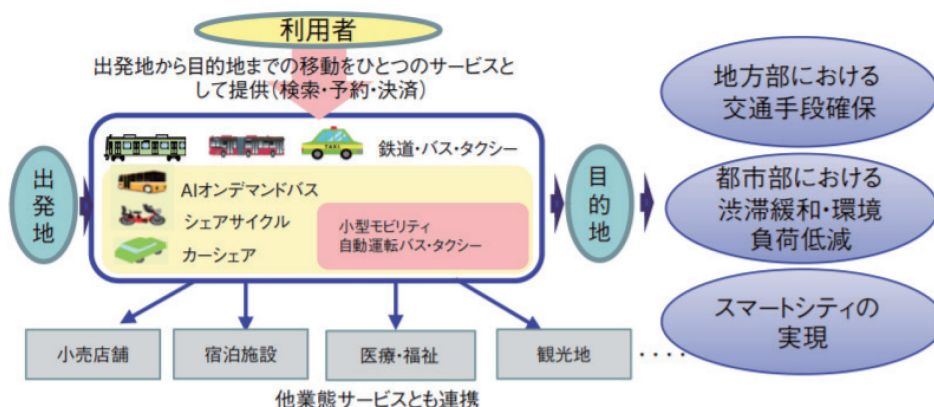 利用者
出発地から目的地までの移動をひとつのサービスと
して提供(検索・予約・決済)
出発地
TAXI
鉄道・バス・タクシー
AIオンデマンドバス
シェアサイクル
カーシェア
小型モビリティ
自動運転バス・タクシー
目的地
地方部における
交通手段確保
都市部における
渋滞緩和・環境
負荷低減
スマートシティの
実現
小売店舗
宿泊施設
医療・福祉
観光地
・・・・
他業態サービスとも連携